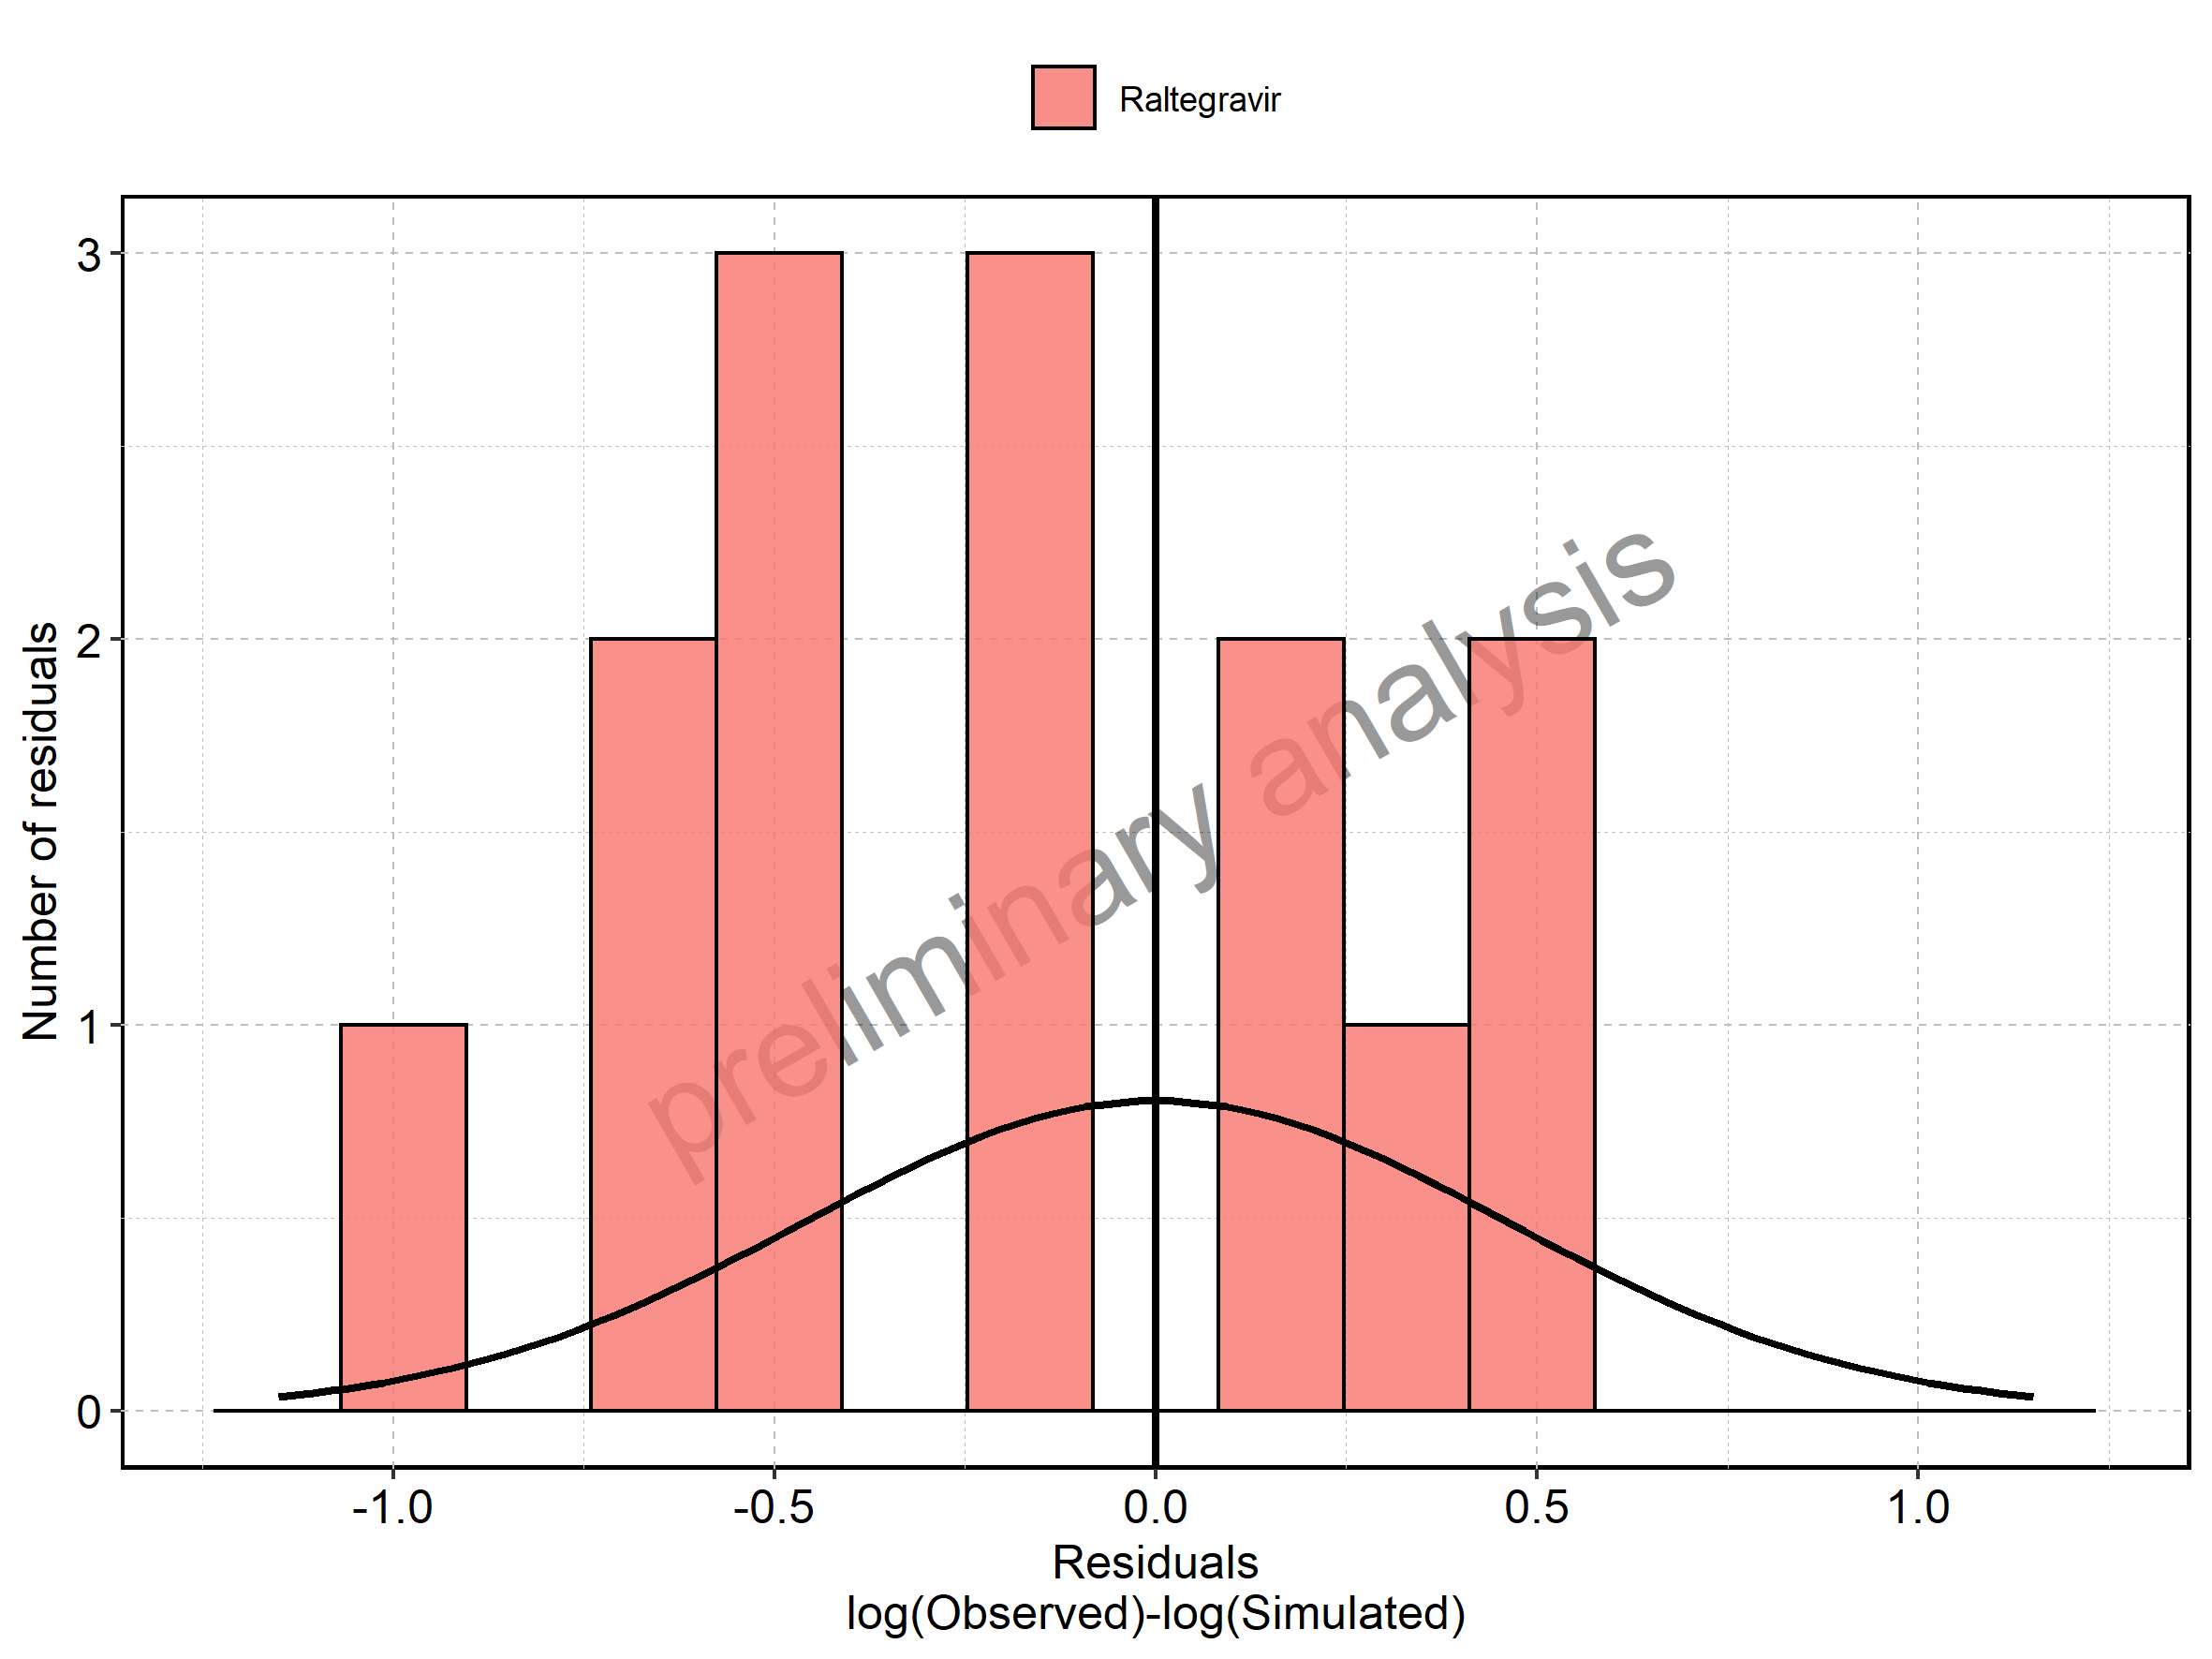 Raltegravir
3
2
1
0
Number of residuals
preliminary analysis
-1.0
-0.5
0.0
0.5
1.0
Residuals
log(Observed)-log(Simulated)